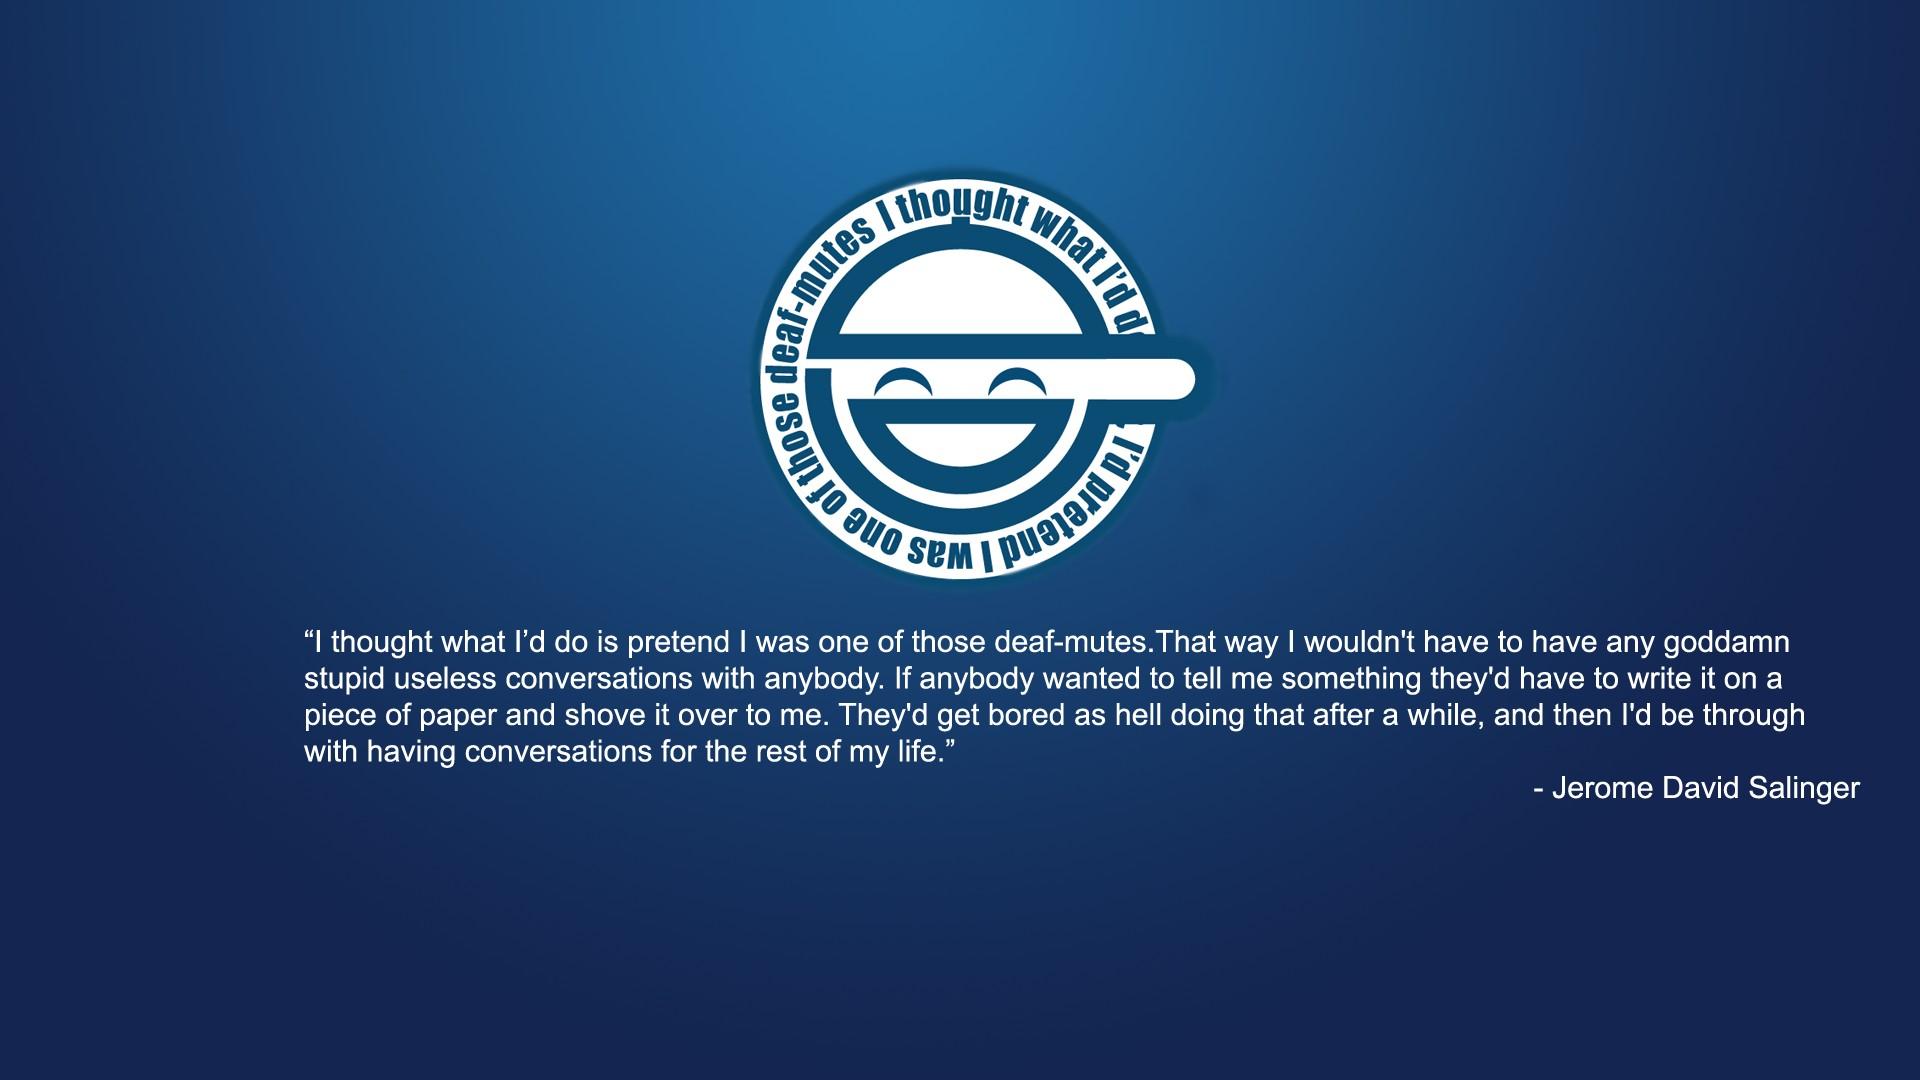 I thought what I'd d
, I'd pretend I was one of those deaf-mutes
“I thought what I’d do is pretend I was one of those deaf-mutes.That way I wouldn't have to have any goddamn
stupid useless conversations with anybody. If anybody wanted to tell me something they'd have to write it on a
piece of paper and shove it over to me. They'd get bored as hell doing that after a while, and then I'd be through
with having conversations for the rest of my life.”
- Jerome David Salinger